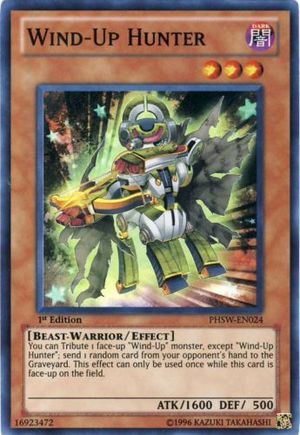 WIND-UP HUNTER
DARK
闇
1st Edition
PHSW-EN024
[BEAST-WARRIOR/EFFECT]
You can Tribute 1 face-up "Wind-Up" monster, except "Wind-Up
Hunter"; send 1 random card from your opponent's hand to the
Graveyard. This effect can only be used once while this card is
face-up on the field.
ATK/1600 DEF/ 500
16923472
©1996 KAZUKI TAKAHASHI